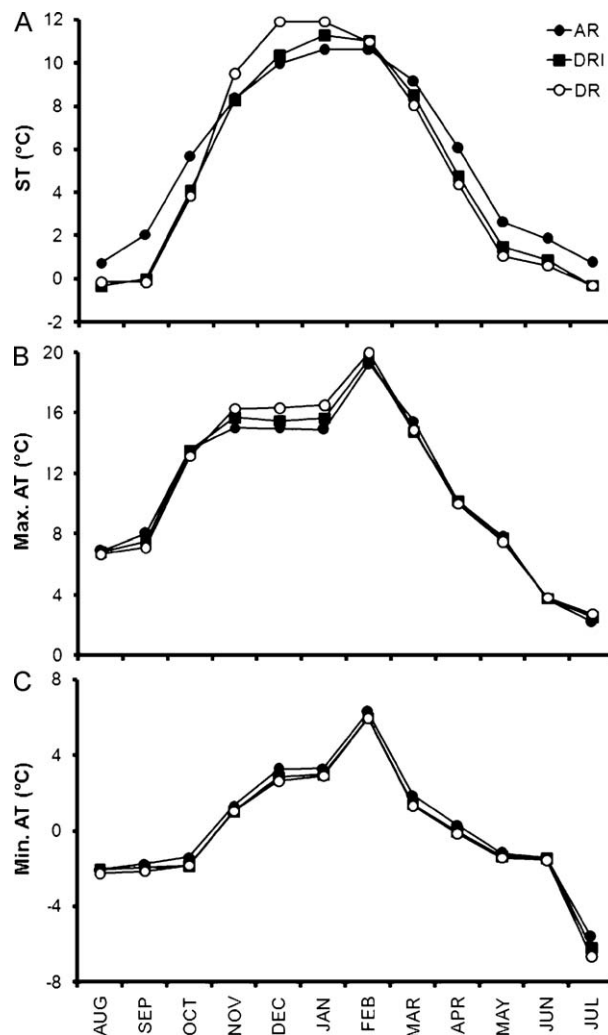 A
12
10
8
6
4
2
0
-2
ST (°C)
AR
DRI
DR
B
20
16
12
8
4
0
Max. AT (°C)
C
8
4
0
-4
-8
Min. AT (°C)
AUG
SEP
OCT
NOV
DEC
JAN
FEB
MAR
APR
MAY
JUN
JUL